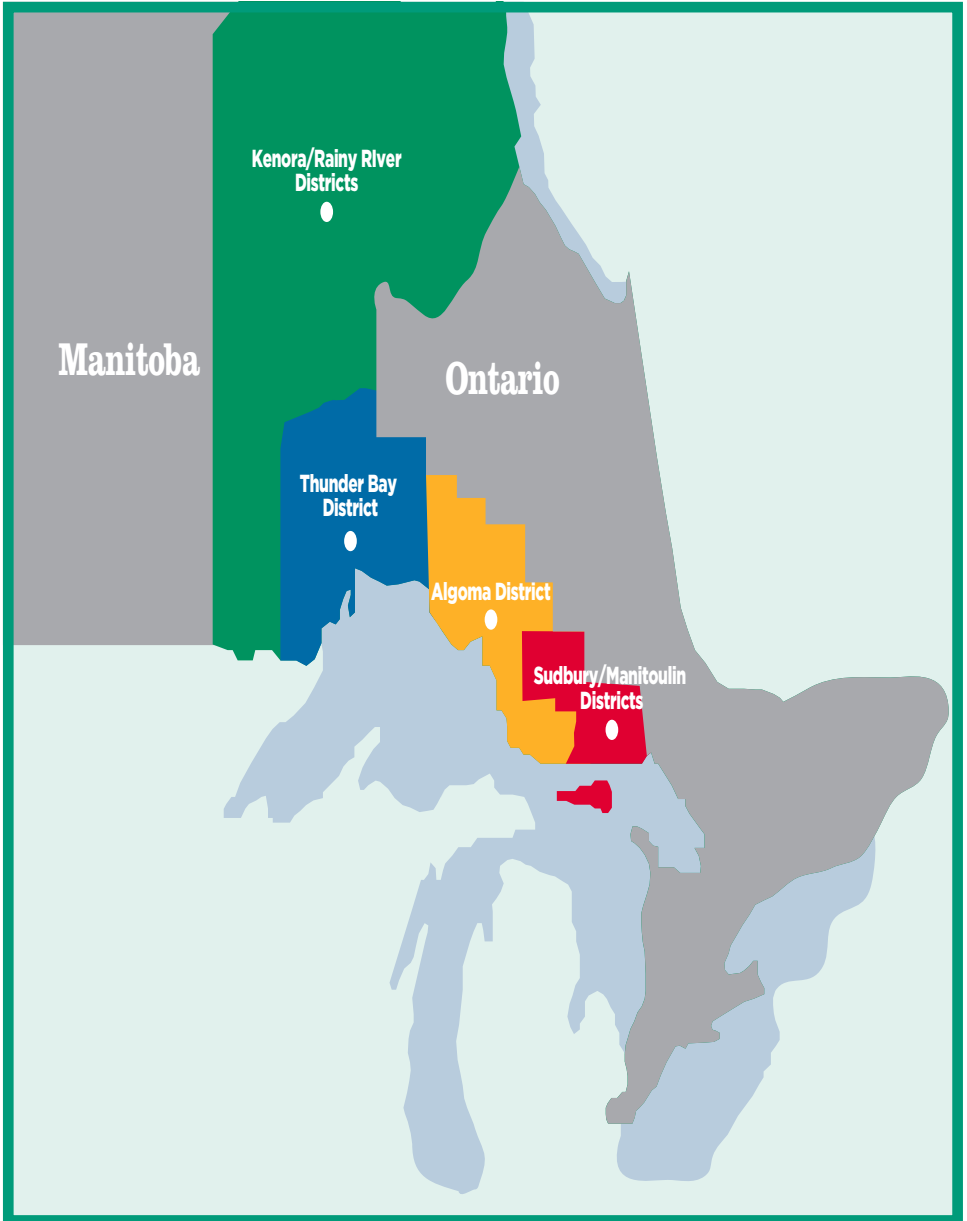 Kenora/Rainy RIver
Districts
Manitoba
Ontario
Thunder Bay
District
Algoma District
Sudbury/Manitoulin
Districts